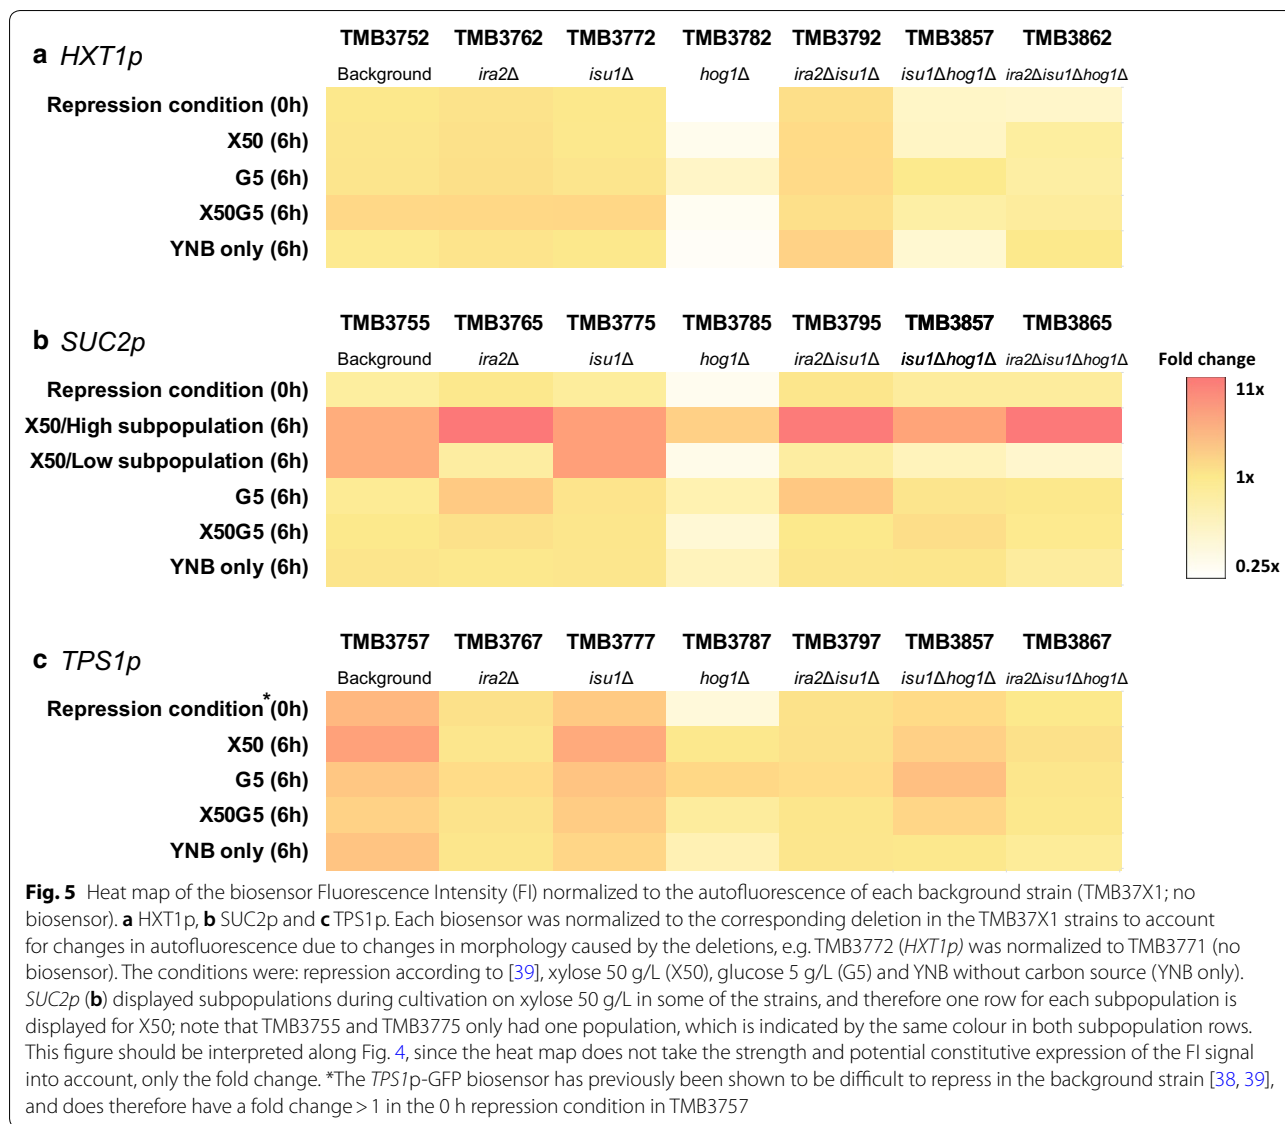 a HXT1p
TMB3752 TMB3762 TMB3772 TMB3782 TMB3792 TMB3857 TMB3862
Background ira2Δ isu1Δ hog1Δ ira2Δisu1Δ isu1Δhog1Δ ira2Δisu1Δhog1Δ
Repression condition (0h)
X50 (6h)
G5 (6h)
X50G5 (6h)
YNB only (6h)
b SUC2p
TMB3755 TMB3765 TMB3775 TMB3785 TMB3795 TMB3857 TMB3865
Background ira2Δ isu1Δ hog1Δ ira2Δisu1Δ isu1Δhog1Δ ira2Δisu1Δhog1Δ
Repression condition (0h)
X50/High subpopulation (6h)
X50/Low subpopulation (6h)
G5 (6h)
X50G5 (6h)
YNB only (6h)
Fold change
11x
1x
0.25x
c TPS1p
TMB3757 TMB3767 TMB3777 TMB3787 TMB3797 TMB3857 TMB3867
Background ira2Δ isu1Δ hog1Δ ira2Δisu1Δ isu1Δhog1Δ ira2Δisu1Δhog1Δ
Repression condition*(0h)
X50 (6h)
G5 (6h)
X50G5 (6h)
YNB only (6h)
Fig. 5 Heat map of the biosensor Fluorescence Intensity (FI) normalized to the autofluorescence of each background strain (TMB37X1; no
biosensor). a HXT1p, b SUC2p and c TPS1p. Each biosensor was normalized to the corresponding deletion in the TMB37X1 strains to account
for changes in autofluorescence due to changes in morphology caused by the deletions, e.g. TMB3772 (HXT1p) was normalized to TMB3771 (no
biosensor). The conditions were: repression according to [39], xylose 50 g/L (X50), glucose 5 g/L (G5) and YNB without carbon source (YNB only).
SUC2p (b) displayed subpopulations during cultivation on xylose 50 g/L in some of the strains, and therefore one row for each subpopulation is
displayed for X50; note that TMB3755 and TMB3775 only had one population, which is indicated by the same colour in both subpopulation rows.
This figure should be interpreted along Fig. 4, since the heat map does not take the strength and potential constitutive expression of the FI signal
into account, only the fold change. *The TPS1p-GFP biosensor has previously been shown to be difficult to repress in the background strain [38, 39],
and does therefore have a fold change > 1 in the 0 h repression condition in TMB3757